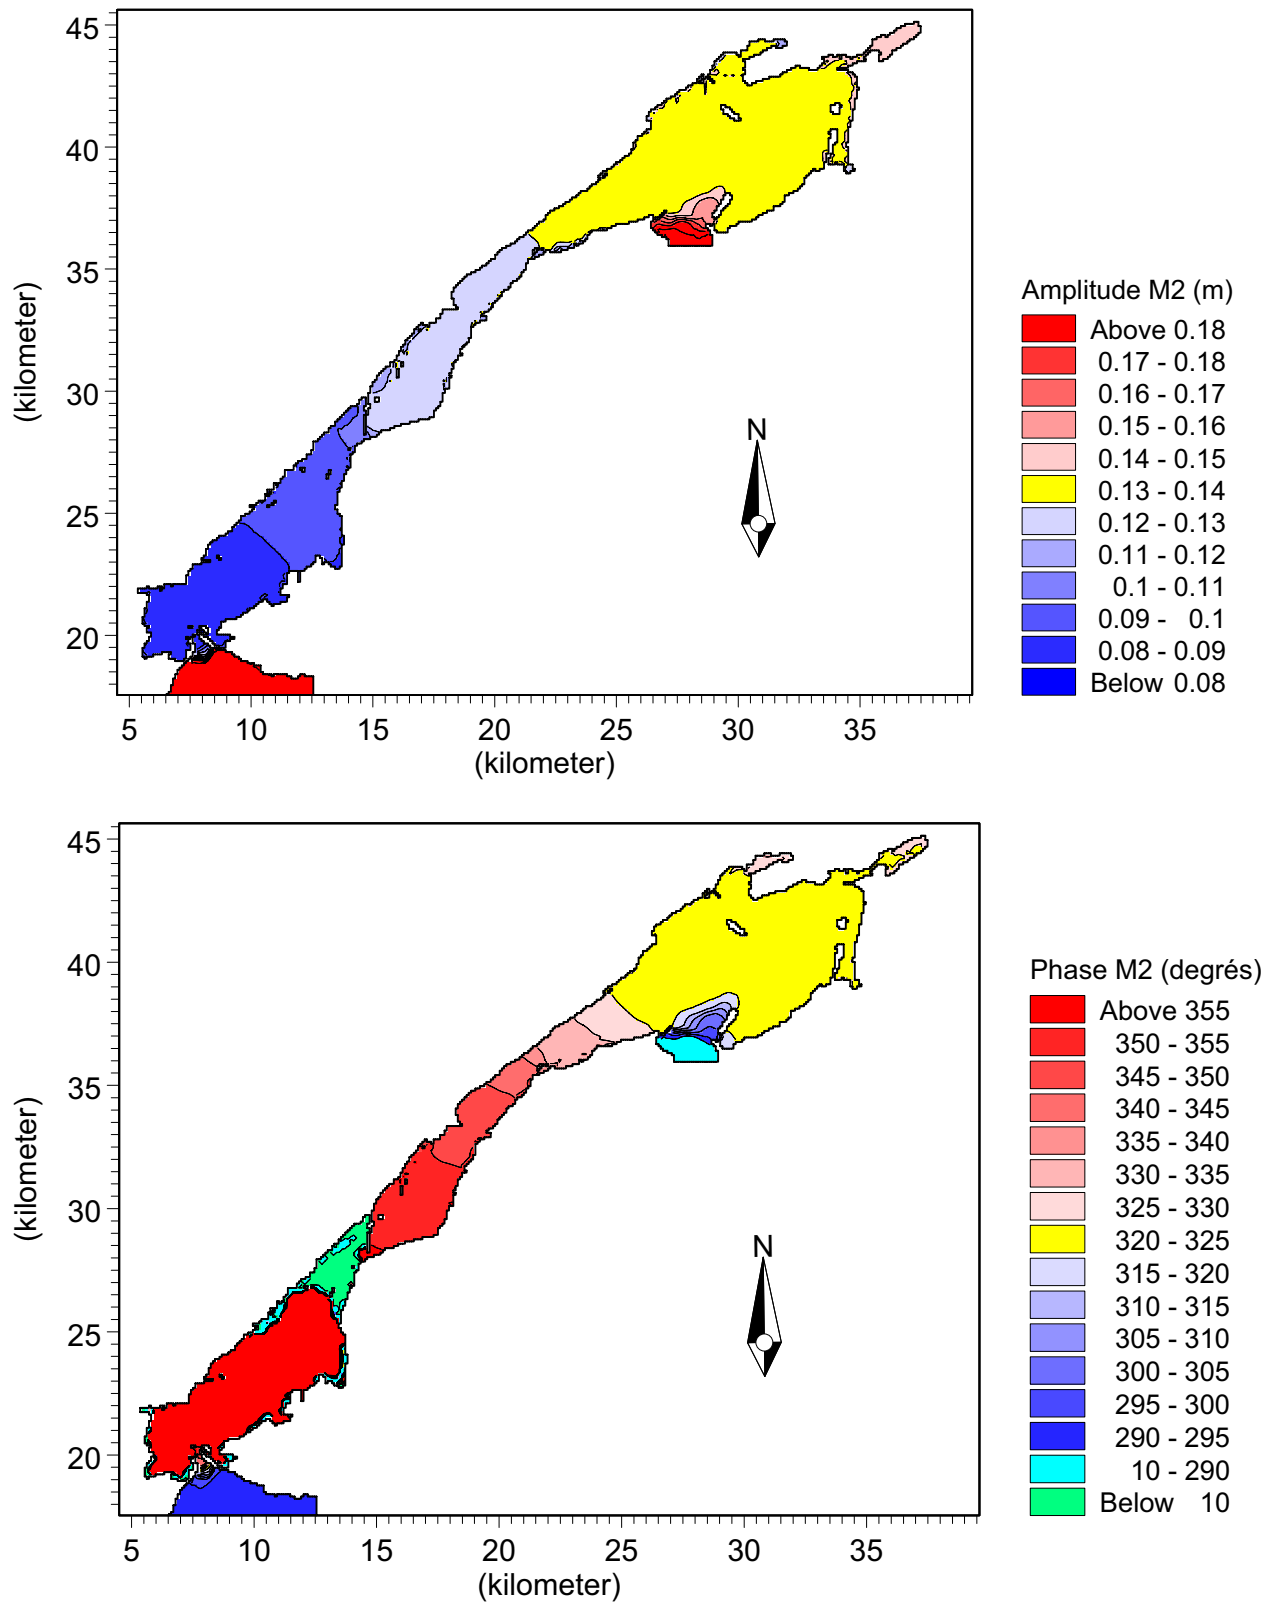 45
40
35
30
25
20
(kilometer)
5 10 15 20 25 30 35
(kilometer)
N
Amplitude M2 (m)
Above 0.18
0.17 - 0.18
0.16 - 0.17
0.15 - 0.16
0.14 - 0.15
0.13 - 0.14
0.12 - 0.13
0.11 - 0.12
0.1 - 0.11
0.09 - 0.1
0.08 - 0.09
Below 0.08
45
40
35
30
25
20
(kilometer)
5 10 15 20 25 30 35
(kilometer)
N
Phase M2 (degrés)
Above 355
350 - 355
345 - 350
340 - 345
335 - 340
330 - 335
325 - 330
320 - 325
315 - 320
310 - 315
305 - 310
300 - 305
295 - 300
290 - 295
10 - 290
Below 10